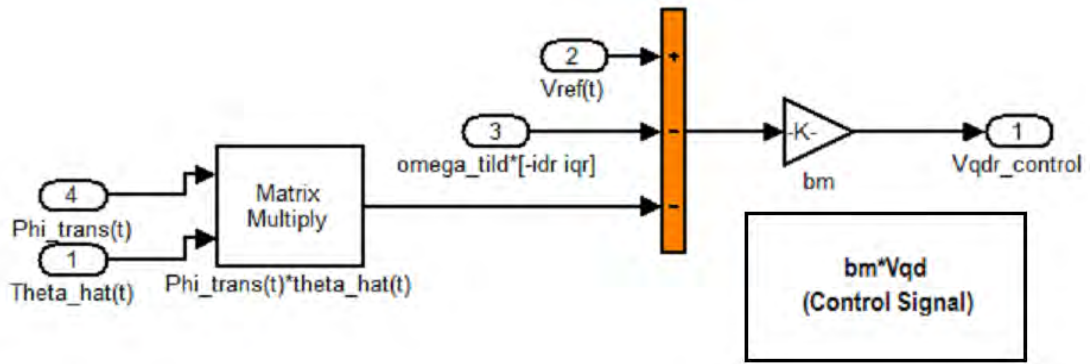 2
Vref(t)
+
3
omega_tild*[-idr iqr]
-
-K-
bm
1
Vqdr_control
4
Phi_trans(t)
1
Theta_hat(t)
Matrix
Multiply
Phi_trans(t)*theta_hat(t)
-
bm*Vqd
(Control Signal)